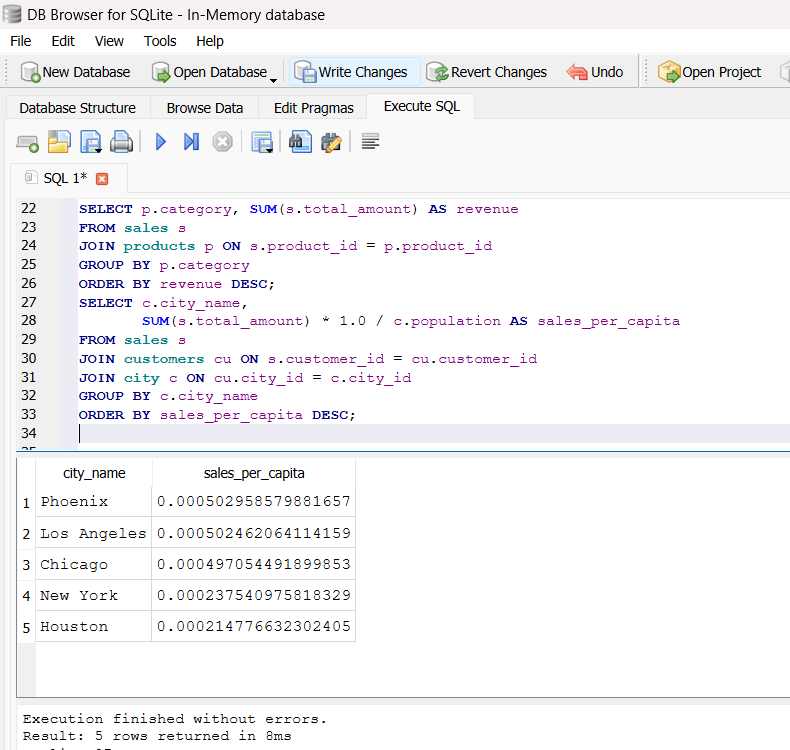 DB Browser for SQLite - In-Memory database
File Edit View Tools Help
New Database Open Database Write Changes Revert Changes Undo Open Project
Database Structure Browse Data Edit Pragmas Execute SQL
SQL 1*
22 SELECT p.category, SUM(s.total_amount) AS revenue
23 FROM sales s
24 JOIN products p ON s.product_id = p.product_id
25 GROUP BY p.category
26 ORDER BY revenue DESC;
27 SELECT c.city_name,
28 SUM(s.total_amount) * 1.0 / c.population AS sales_per_capita
29 FROM sales s
30 JOIN customers cu ON s.customer_id = cu.customer_id
31 JOIN city c ON cu.city_id = c.city_id
32 GROUP BY c.city_name
33 ORDER BY sales_per_capita DESC;
34
city_name sales_per_capita
1 Phoenix 0.000502958579881657
2 Los Angeles 0.000502462064114159
3 Chicago 0.000497054491899853
4 New York 0.000237540975818329
5 Houston 0.000214776632302405
Execution finished without errors.
Result: 5 rows returned in 8ms